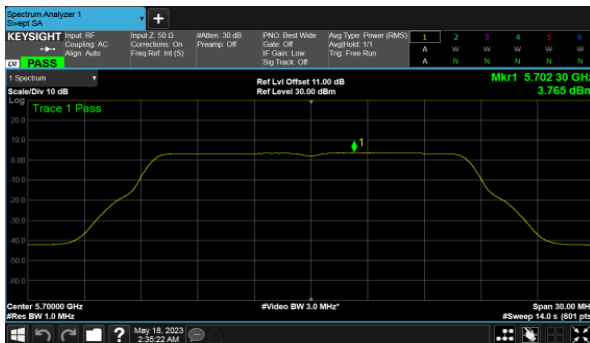 Spectrum Analyzer 1
Swept SA
+
KEYSIGHT Input: RF Input Z: 50 Ω #Atten: 30 dB PNO: Best Wide Avg Type: Power (RMS) 1 2 3 4 5 6
Coupling: AC Corrections: On Preamp: Off Gate: Off Avg|Hold: 1/1 A W W W W W
Align: Auto Freq Ref: Int (S) IF Gain: Low Trig: Free Run
LXI PASS Sig Track: Off A N N N N N
1 Spectrum Ref Lvl Offset 11.00 dB Mkr1 5.702 30 GHz
Scale/Div 10 dB Ref Level 30.00 dBm 3.765 dBm
Log Trace 1 Pass
20.0
10.0
1
0.00
-10.0
-20.0
-30.0
-40.0
-50.0
-60.0
Center 5.70000 GHz #Video BW 3.0 MHz* Span 30.00 MH
#Res BW 1.0 MHz #Sweep 14.0 s (601 pts
? May 18, 2023
2:35:22 AM